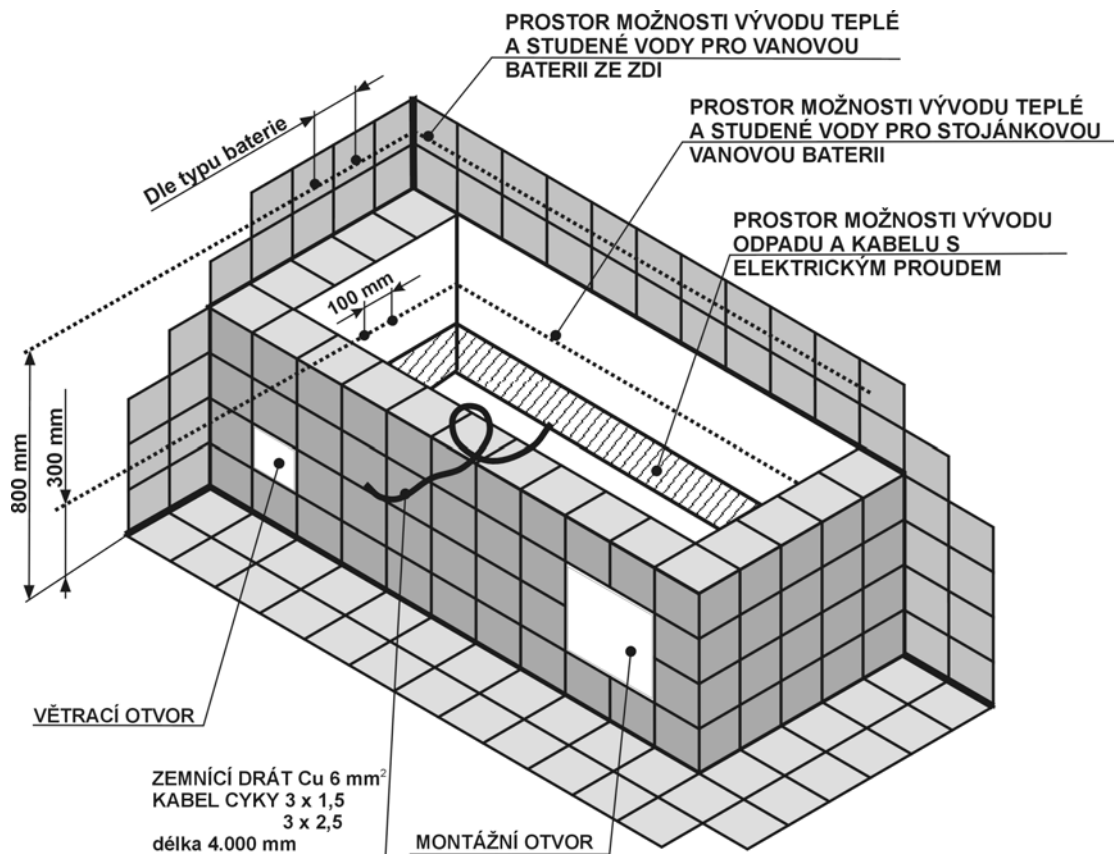 PROSTOR MOŽNOSTI VÝVODU TEPLÉ
A STUDENÉ VODY PRO VANOVOU
BATERII ZE ZDI
PROSTOR MOŽNOSTI VÝVODU TEPLÉ
A STUDENÉ VODY PRO STOJÁNKOVOU
VANOVOU BATERII
Dle typu baterie
PROSTOR MOŽNOSTI VÝVODU
ODPADU A KABELU S
ELEKTRICKÝM PROUDEM
100 mm
800 mm
300 mm
VĚTRACÍ OTVOR
ZEMNÍCÍ DRÁT Cu 6 mm²
KABEL CYKY 3 x 1,5
3 x 2,5
délka 4.000 mm
MONTÁŽNÍ OTVOR